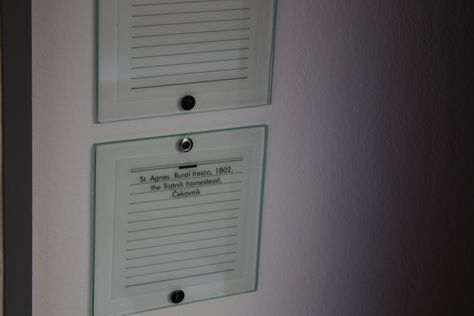 St. Agnes. Rural fresco, 1802,
the Tratnik homestead,
Čekovnik